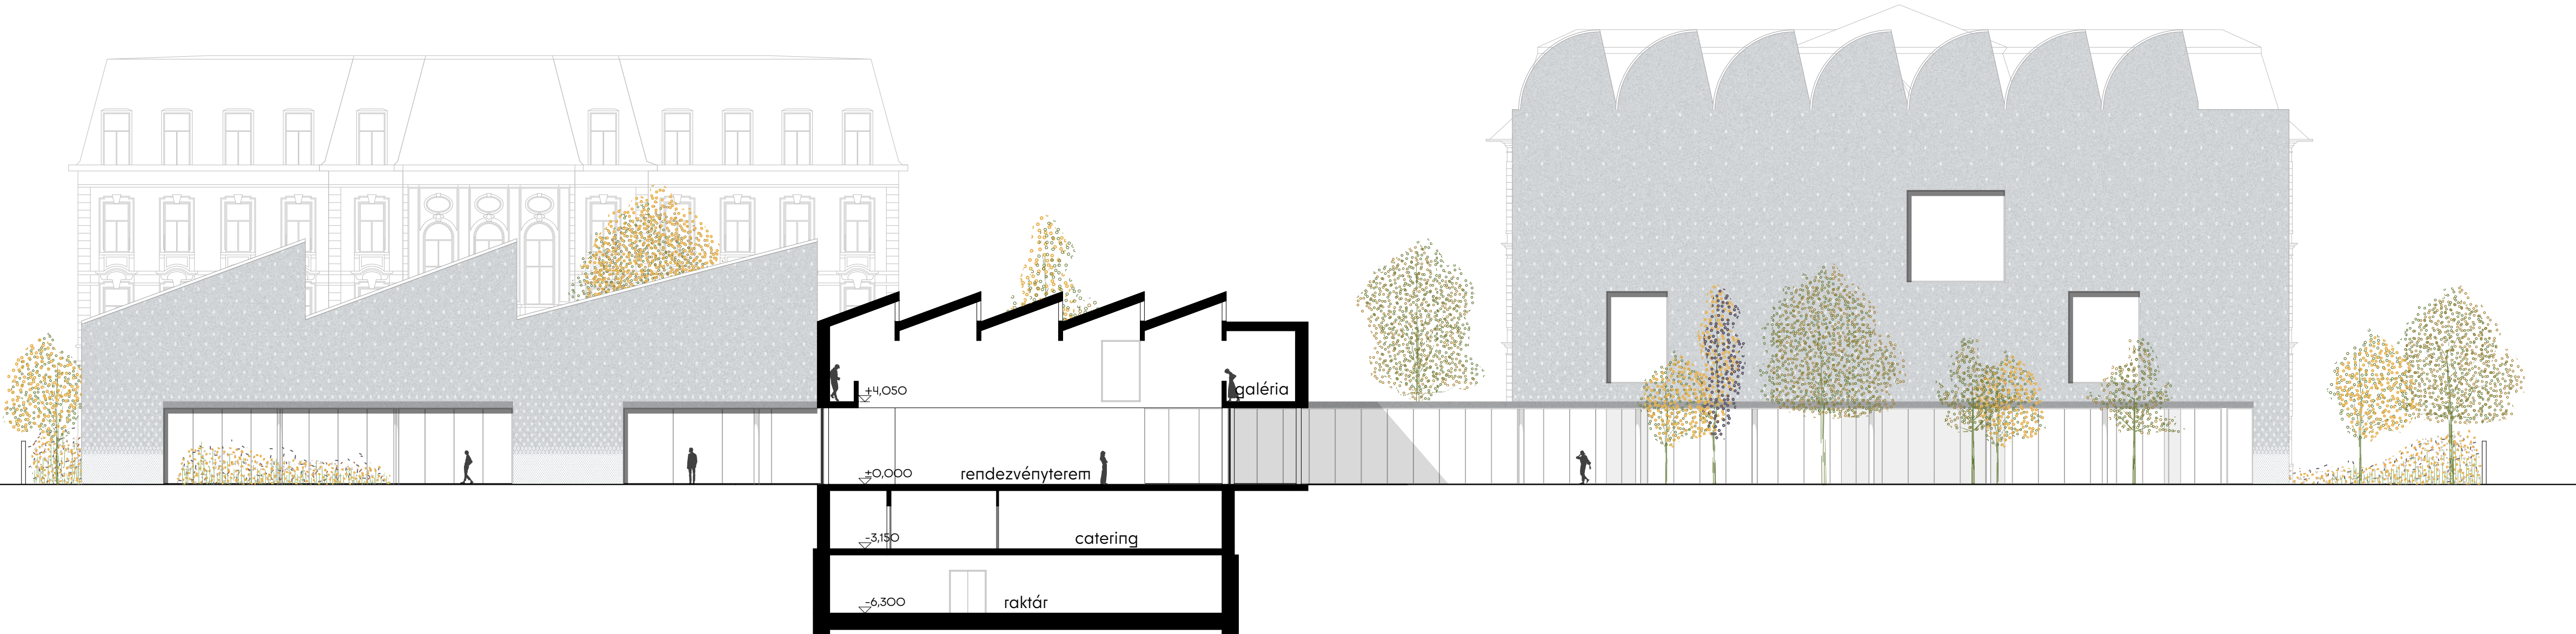 +4,050
galéria
±0,000
rendezvényterem
-3,150
catering
-6,300
raktár